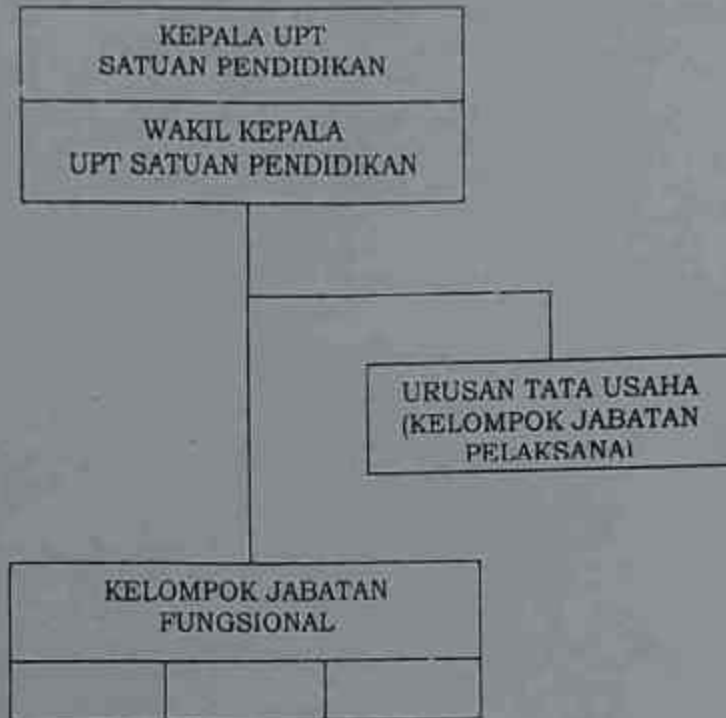 KEPALA UPT
SATUAN PENDIDIKAN
WAKIL KEPALA
UPT SATUAN PENDIDIKAN
URUSAN TATA USAHA
(KELOMPOK JABATAN
PELAKSANA)
KELOMPOK JABATAN
FUNGSIONAL